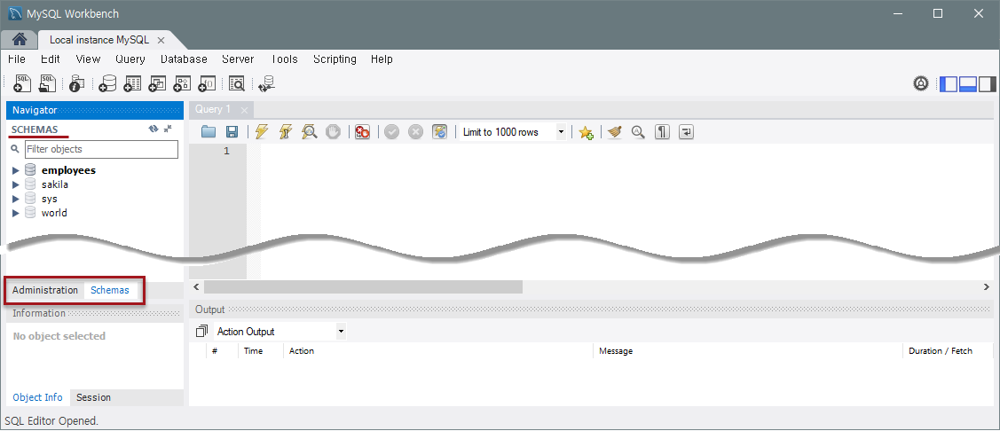 MySQL Workbench
Local instance MySQL
File Edit View Query Database Server Tools Scripting Help
SQL SQL
Navigator
SCHEMAS
Filter objects
employees
sakila
sys
world
Administration Schemas
Information
No object selected
Object Info Session
Query 1
Limit to 1000 rows
1
Output
Action Output
# Time Action Message Duration / Fetch
SQL Editor Opened.